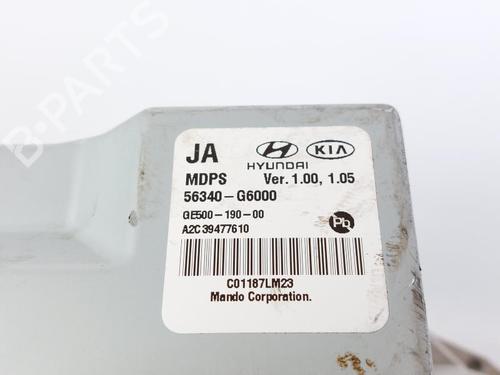 B-PARTS
JA HYUNDAI KIA
MDPS Ver. 1.00, 1.05
56340-G6000
GE500-190-00
A2C39477610
Pb
C01187LM23
Mando Corporation.